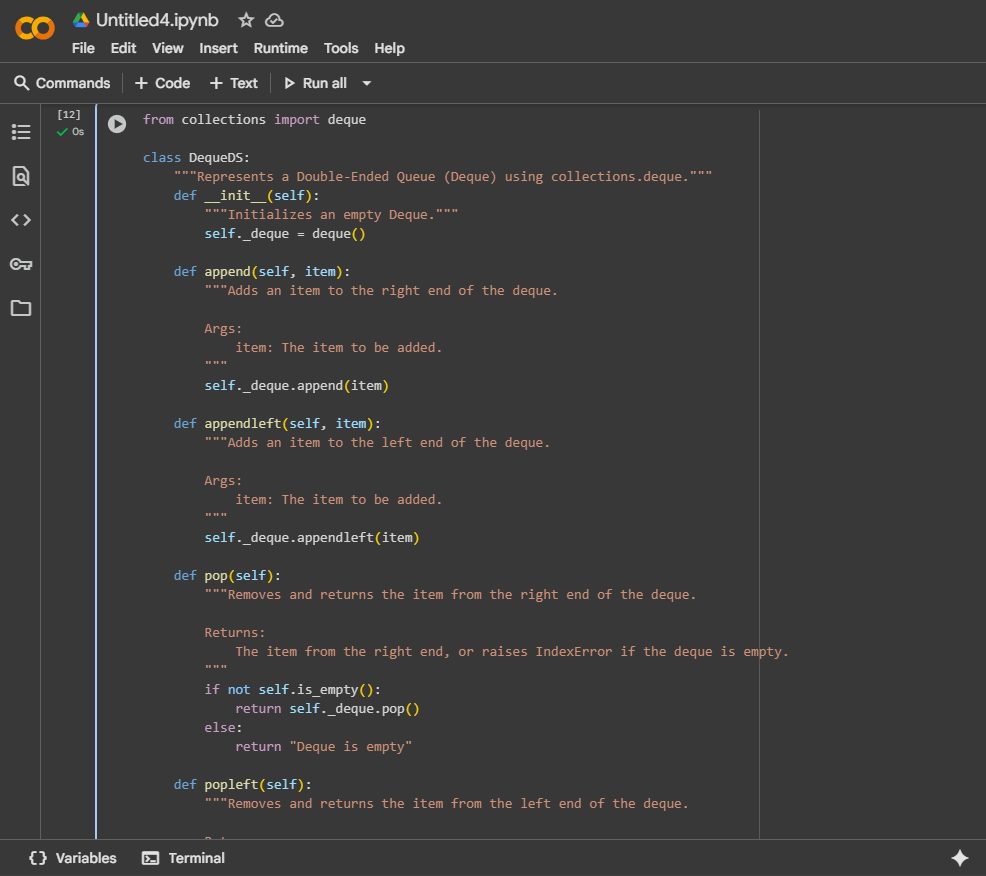 Untitled4.ipynb
File Edit View Insert Runtime Tools Help
Commands + Code + Text Run all
[12]
0s
from collections import deque
class DequeDS:
    """Represents a Double-Ended Queue (Deque) using collections.deque."""
    def __init__(self):
        """Initializes an empty Deque."""
        self._deque = deque()
    def append(self, item):
        """Adds an item to the right end of the deque.
        Args:
            item: The item to be added.
        """
        self._deque.append(item)
    def appendleft(self, item):
        """Adds an item to the left end of the deque.
        Args:
            item: The item to be added.
        """
        self._deque.appendleft(item)
    def pop(self):
        """Removes and returns the item from the right end of the deque.
        Returns:
            The item from the right end, or raises IndexError if the deque is empty.
        """
        if not self.is_empty():
            return self._deque.pop()
        else:
            return "Deque is empty"
    def popleft(self):
        """Removes and returns the item from the left end of the deque.
{} Variables Terminal